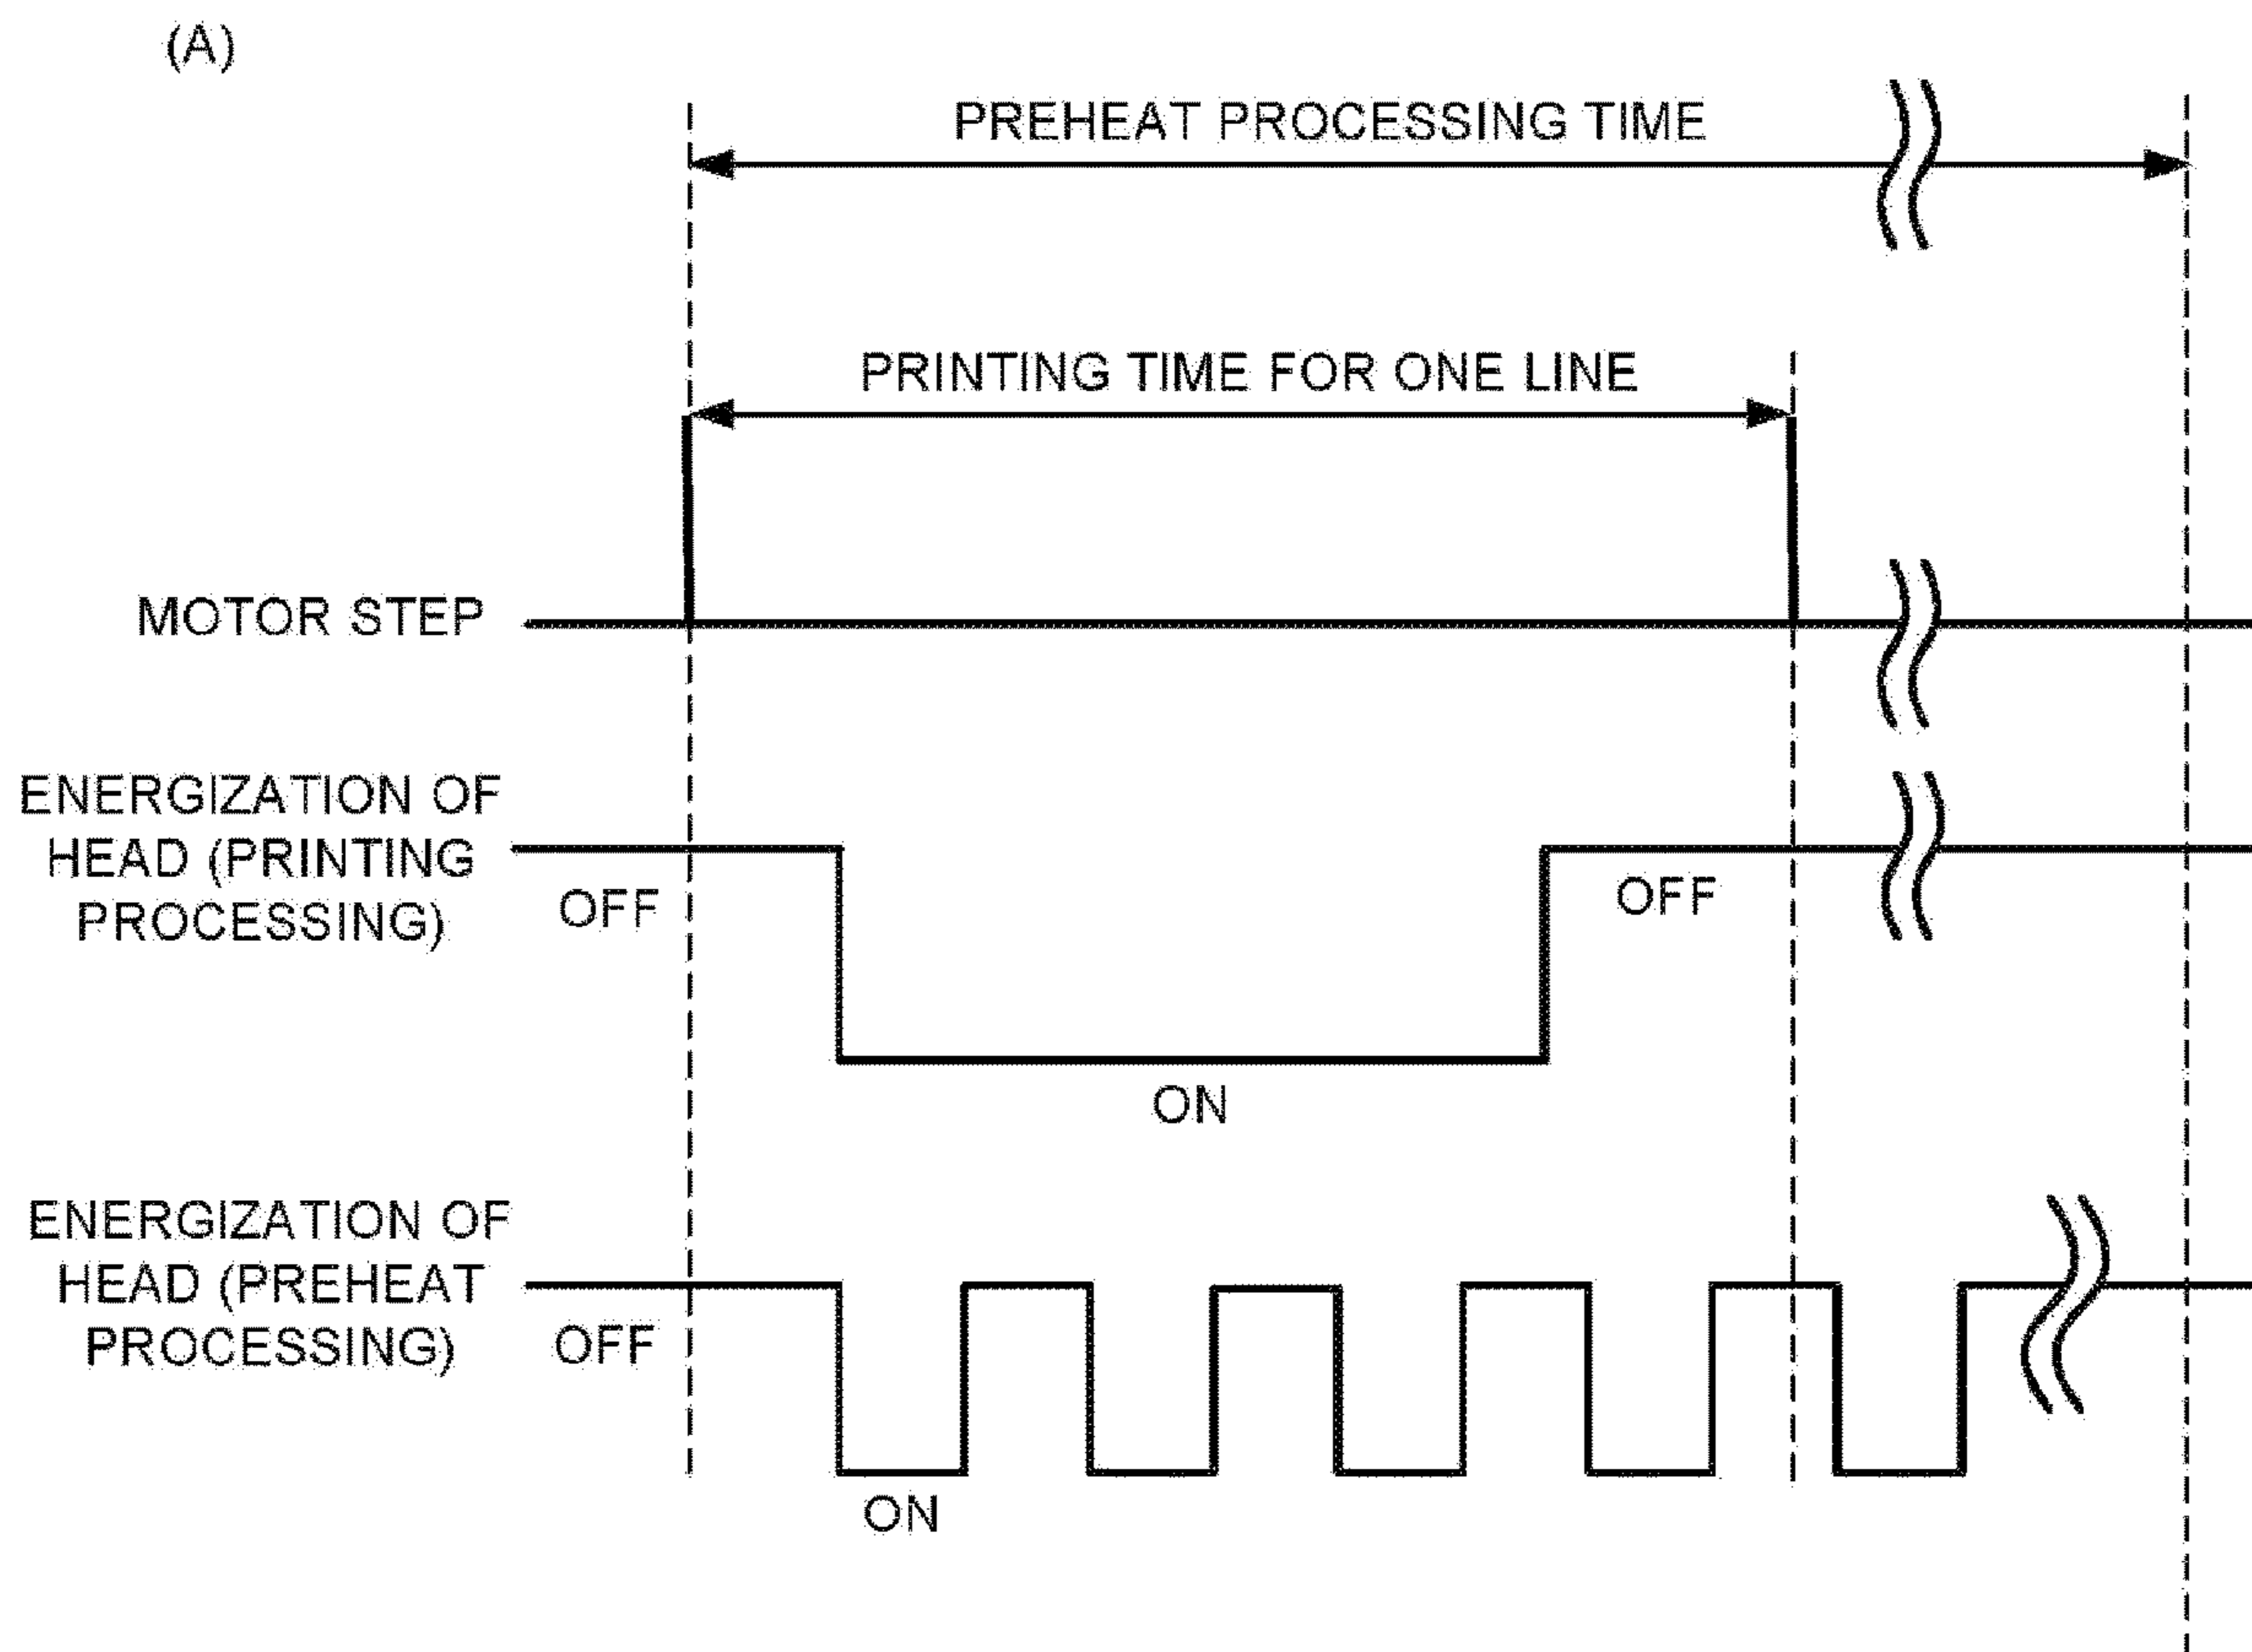 (A)
PREHEAT PROCESSING TIME
PRINTING TIME FOR ONE LINE
MOTOR STEP
ENERGIZATION OF
HEAD (PRINTING
PROCESSING)
OFF
OFF
ON
ENERGIZATION OF
HEAD (PREHEAT
PROCESSING)
OFF
ON